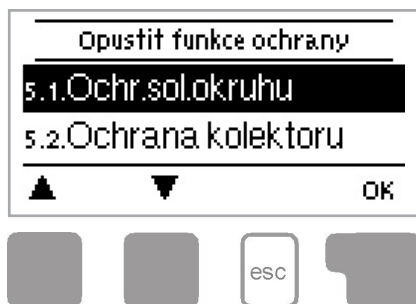 Opustit funkce ochrany
5.1.Ochr.sol.okruhu
5.2.Ochrana kolektoru
▲ ▼ OK
esc